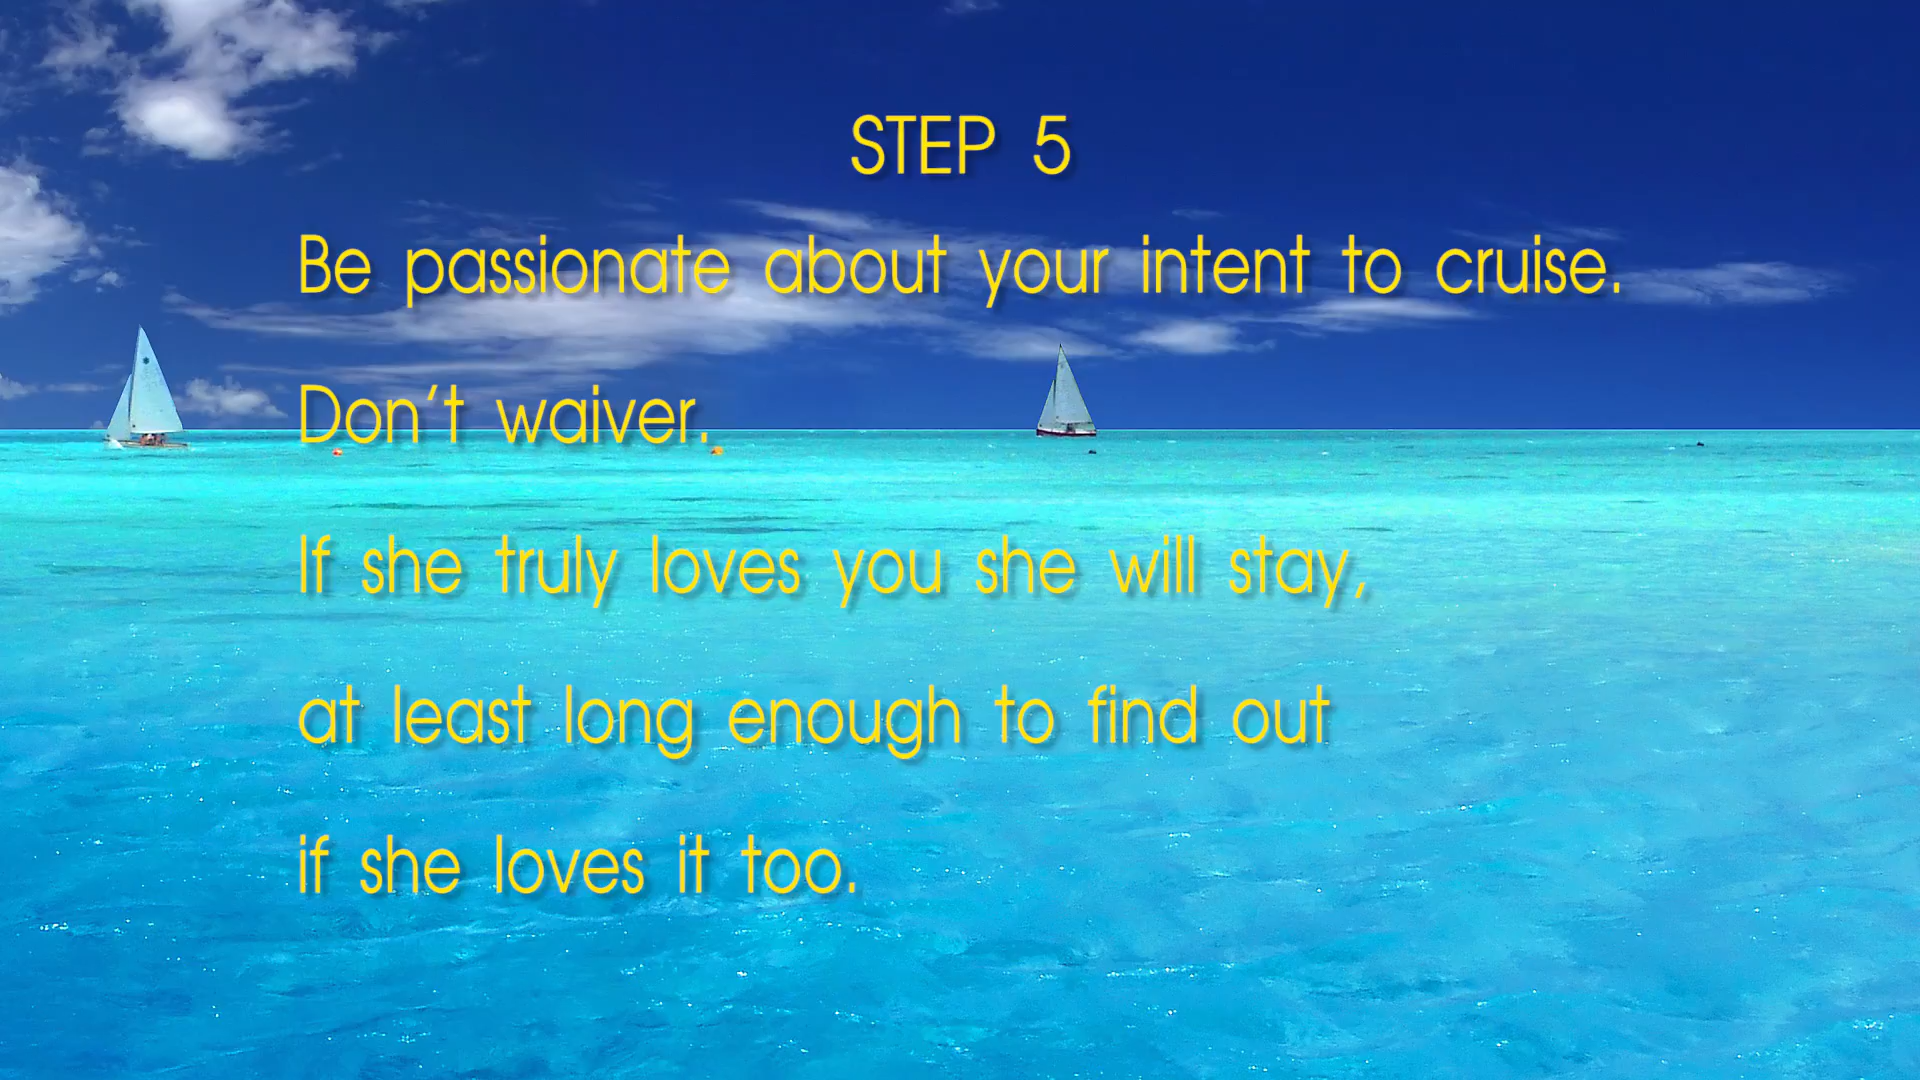 STEP 5
Be passionate about your intent to cruise.
Don't waiver.
If she truly loves you she will stay,
at least long enough to find out
if she loves it too.